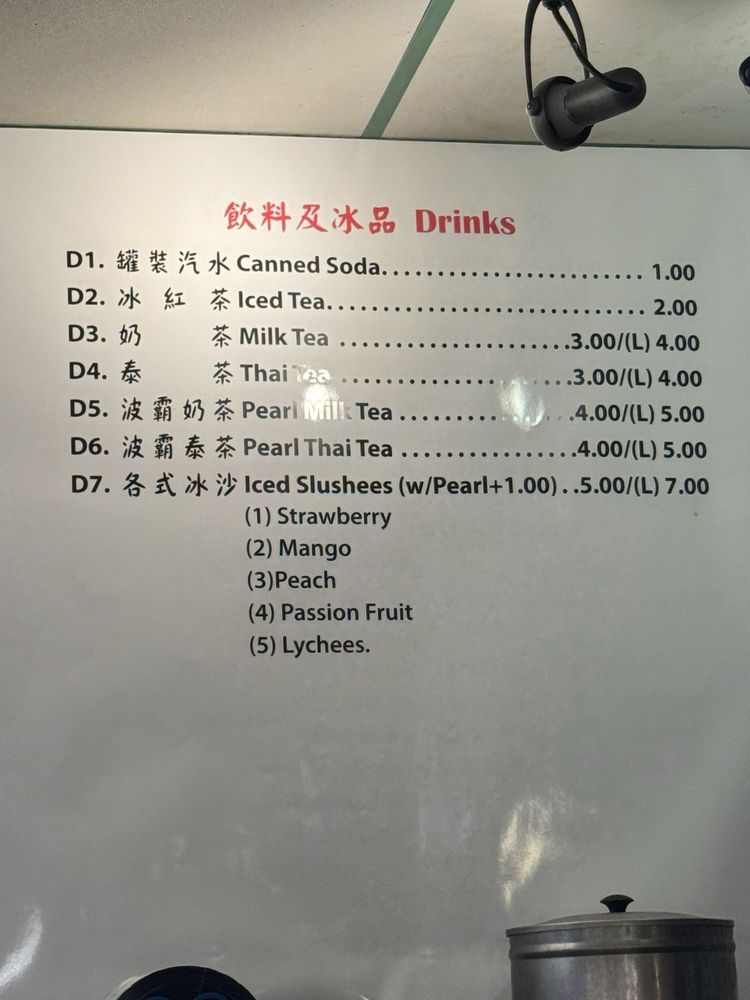 飲料及冰品 Drinks
D1. 罐裝汽水 Canned Soda........................ 1.00
D2. 冰紅茶 Iced Tea................................ 2.00
D3. 奶茶 Milk Tea .......................3.00/(L) 4.00
D4. 泰茶 Thai Tea .......................3.00/(L) 4.00
D5. 波霸奶茶 Pearl Milk Tea .................4.00/(L) 5.00
D6. 波霸泰茶 Pearl Thai Tea .................4.00/(L) 5.00
D7. 各式冰沙 Iced Slushees (w/Pearl+1.00) ..5.00/(L) 7.00
(1) Strawberry
(2) Mango
(3)Peach
(4) Passion Fruit
(5) Lychees.